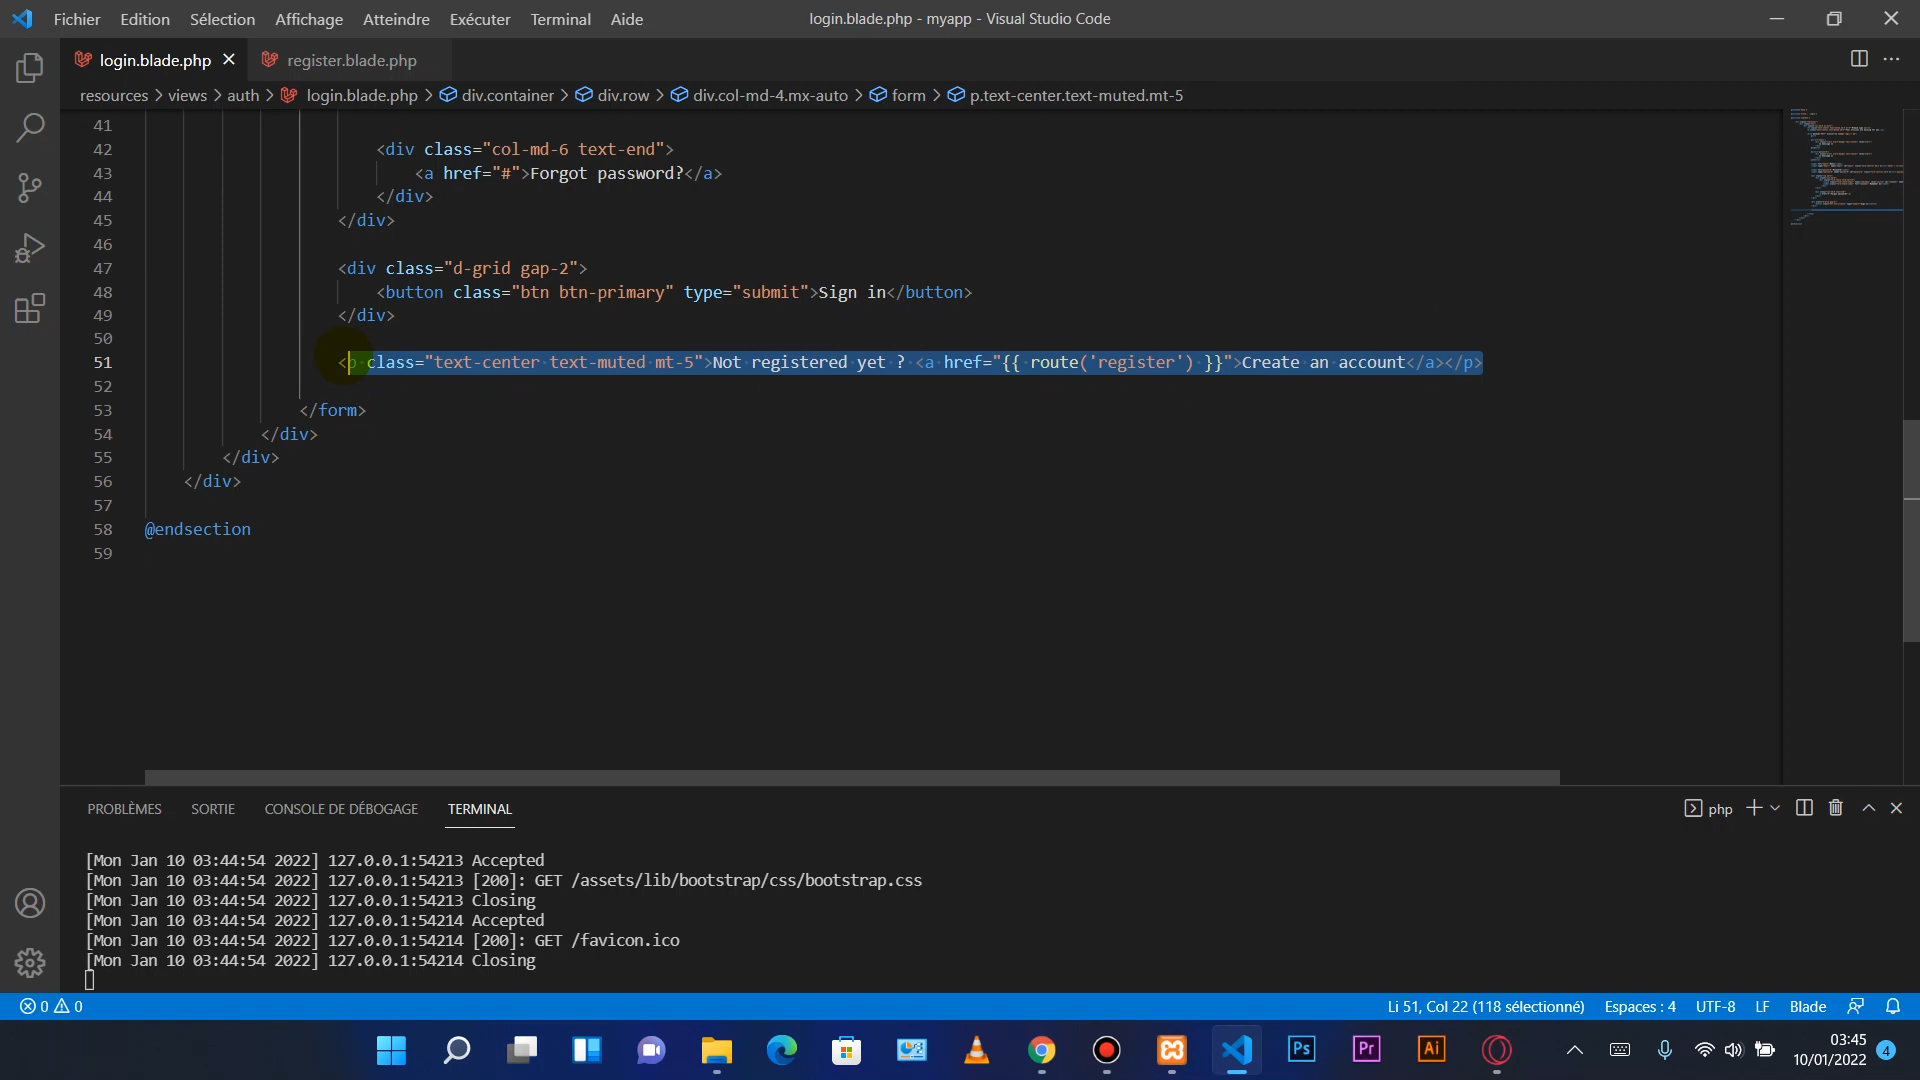 Fichier Edition Sélection Affichage Atteindre Exécuter Terminal Aide
login.blade.php - myapp - Visual Studio Code
login.blade.php register.blade.php
resources > views > auth > login.blade.php > div.container > div.row > div.col-md-4.mx-auto > form > p.text-center.text-muted.mt-5
41
42 <div class="col-md-6 text-end">
43 <a href="#">Forgot password?</a>
44 </div>
45 </div>
46
47 <div class="d-grid gap-2">
48 <button class="btn btn-primary" type="submit">Sign in</button>
49 </div>
50
51 <p class="text-center text-muted mt-5">Not registered yet ? <a href="{{ route('register') }}">Create an account</a></p>
52
53 </form>
54 </div>
55 </div>
56 </div>
57
58 @endsection
59
PROBLÈMES SORTIE CONSOLE DE DÉBOGAGE TERMINAL
php
[Mon Jan 10 03:44:54 2022] 127.0.0.1:54213 Accepted
[Mon Jan 10 03:44:54 2022] 127.0.0.1:54213 [200]: GET /assets/lib/bootstrap/css/bootstrap.css
[Mon Jan 10 03:44:54 2022] 127.0.0.1:54213 Closing
[Mon Jan 10 03:44:54 2022] 127.0.0.1:54214 Accepted
[Mon Jan 10 03:44:54 2022] 127.0.0.1:54214 [200]: GET /favicon.ico
[Mon Jan 10 03:44:54 2022] 127.0.0.1:54214 Closing
0 0
Li 51, Col 22 (118 sélectionné) Espaces : 4 UTF-8 LF Blade
Ps Pr Ai
03:45
10/01/2022 4